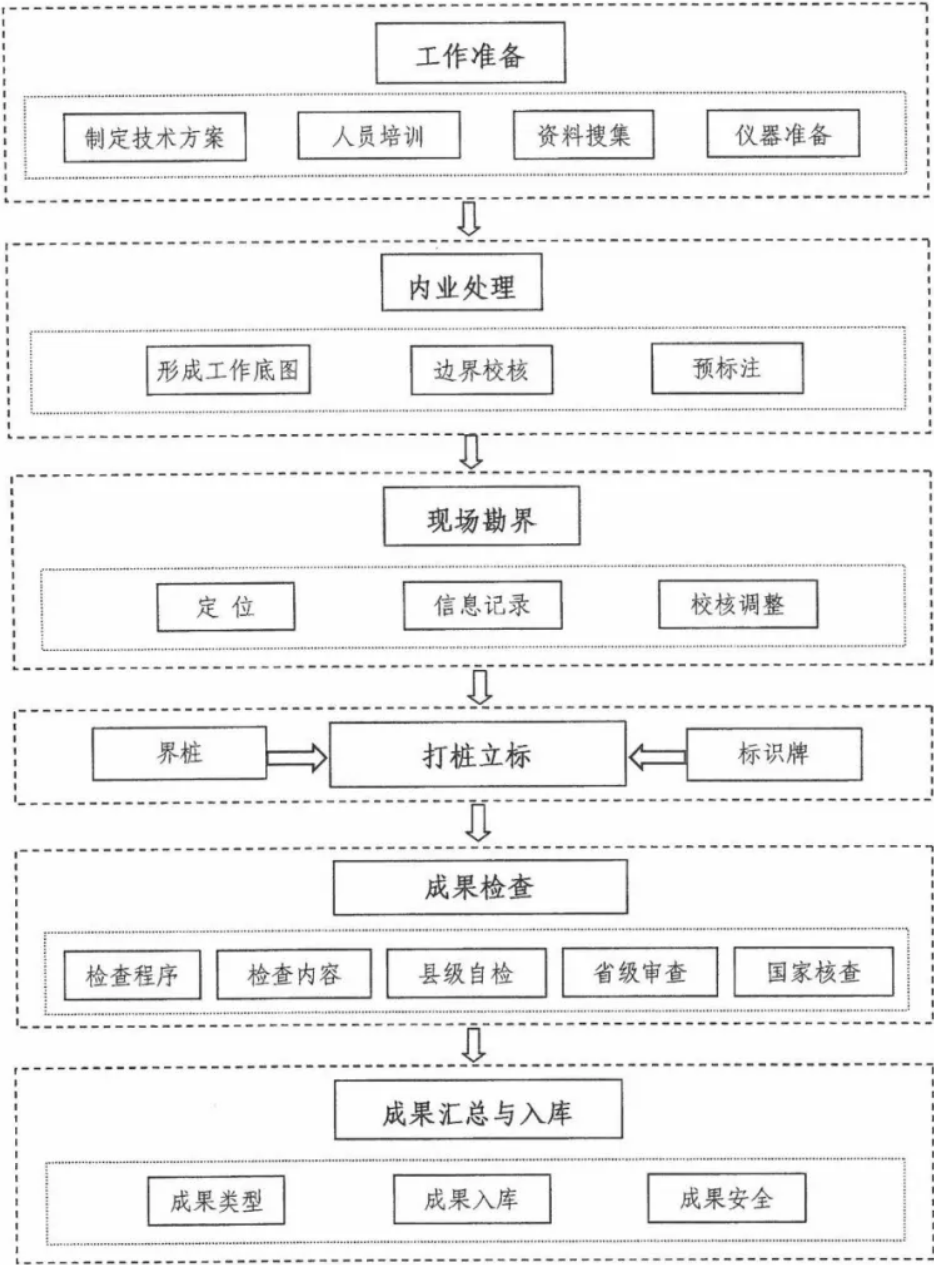 工作准备
制定技术方案 人员培训 资料搜集 仪器准备
内业处理
形成工作底图 边界校核 预标注
现场勘界
定 位 信息记录 校核调整
界桩 打桩立标 标识牌
成果检查
检查程序 检查内容 县级自检 省级审查 国家核查
成果汇总与入库
成果类型 成果入库 成果安全